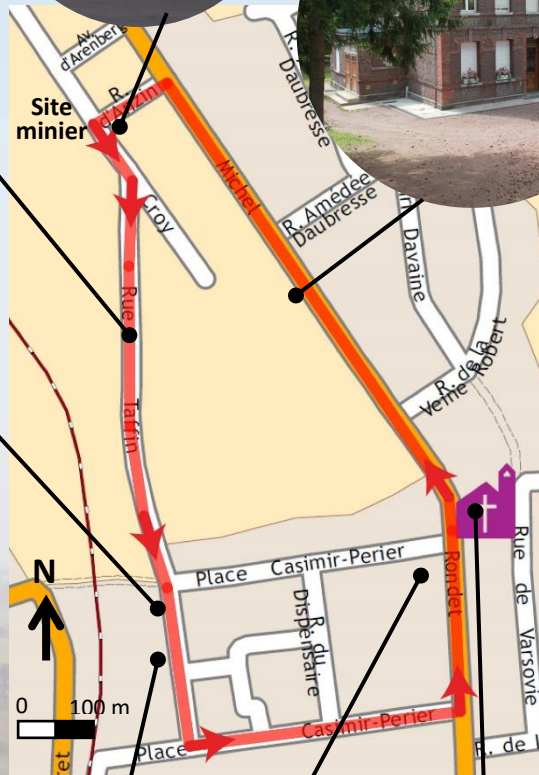 Av.
d'Arenberg
R.
d'Anzin
Site
minier
R.
Daubresse
Michel
Croy
R. Amédée
Daubresse
Davaine
Rue
R. de la
Veine Robert
Taffin
N
Place Casimir-Perier
Rondet
R. du
Dispensaire
Rue de Varsovie
0 100 m
Place Casimir-Perier
R. de l